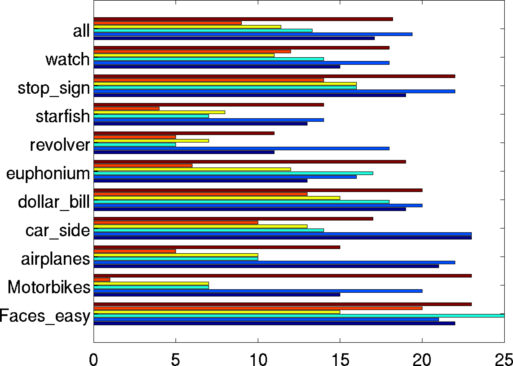 all
watch
stop_sign
starfish
revolver
euphonium
dollar_bill
car_side
airplanes
Motorbikes
Faces_easy
0 5 10 15 20 25